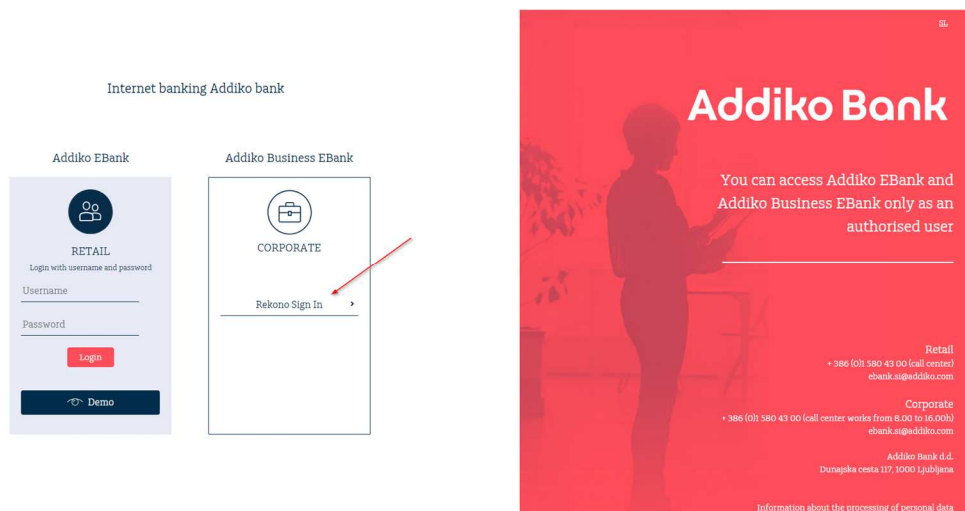 Internet banking Addiko bank
Addiko EBank
RETAIL
Login with username and password
Username
Password
Login
Demo
Addiko Business EBank
CORPORATE
Rekono Sign In
SL
Addiko Bank
You can access Addiko EBank and
Addiko Business EBank only as an
authorised user
Retail
+ 386 (0)1 580 43 00 (call center)
ebank.si@addiko.com
Corporate
+ 386 (0)1 580 43 00 (call center works from 8.00 to 16.00h)
ebank.si@addiko.com
Addiko Bank d.d.
Dunajska cesta 117, 1000 Ljubljana
Information about the processing of personal data